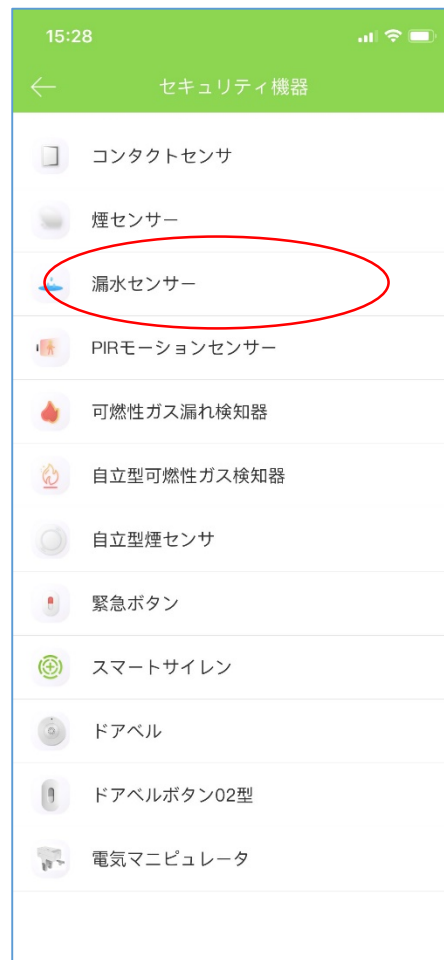 15:28
セキュリティ機器
コンタクトセンサ
煙センサー
漏水センサー
PIRモーションセンサー
可燃性ガス漏れ検知器
自立型可燃性ガス検知器
自立型煙センサ
緊急ボタン
スマートサイレン
ドアベル
ドアベルボタン02型
電気マニピュレータ